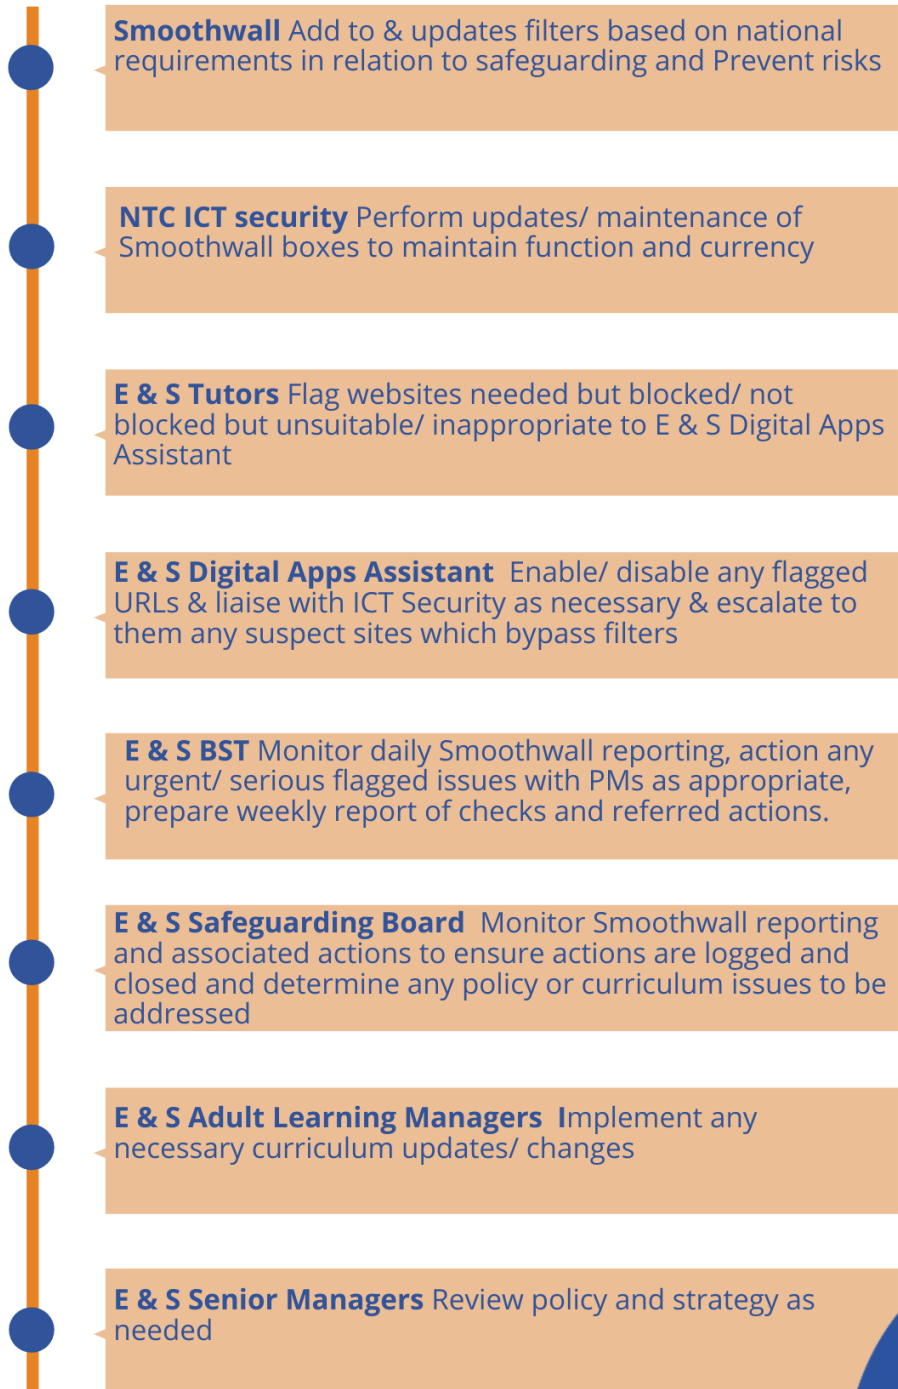 Smoothwall Add to & updates filters based on national
requirements in relation to safeguarding and Prevent risks
NTC ICT security Perform updates/ maintenance of
Smoothwall boxes to maintain function and currency
E & S Tutors Flag websites needed but blocked/ not
blocked but unsuitable/ inappropriate to E & S Digital Apps
Assistant
E & S Digital Apps Assistant  Enable/ disable any flagged
URLs & liaise with ICT Security as necessary & escalate to
them any suspect sites which bypass filters
E & S BST Monitor daily Smoothwall reporting, action any
urgent/ serious flagged issues with PMs as appropriate,
prepare weekly report of checks and referred actions.
E & S Safeguarding Board  Monitor Smoothwall reporting
and associated actions to ensure actions are logged and
closed and determine any policy or curriculum issues to be
addressed
E & S Adult Learning Managers  Implement any
necessary curriculum updates/ changes
E & S Senior Managers Review policy and strategy as
needed